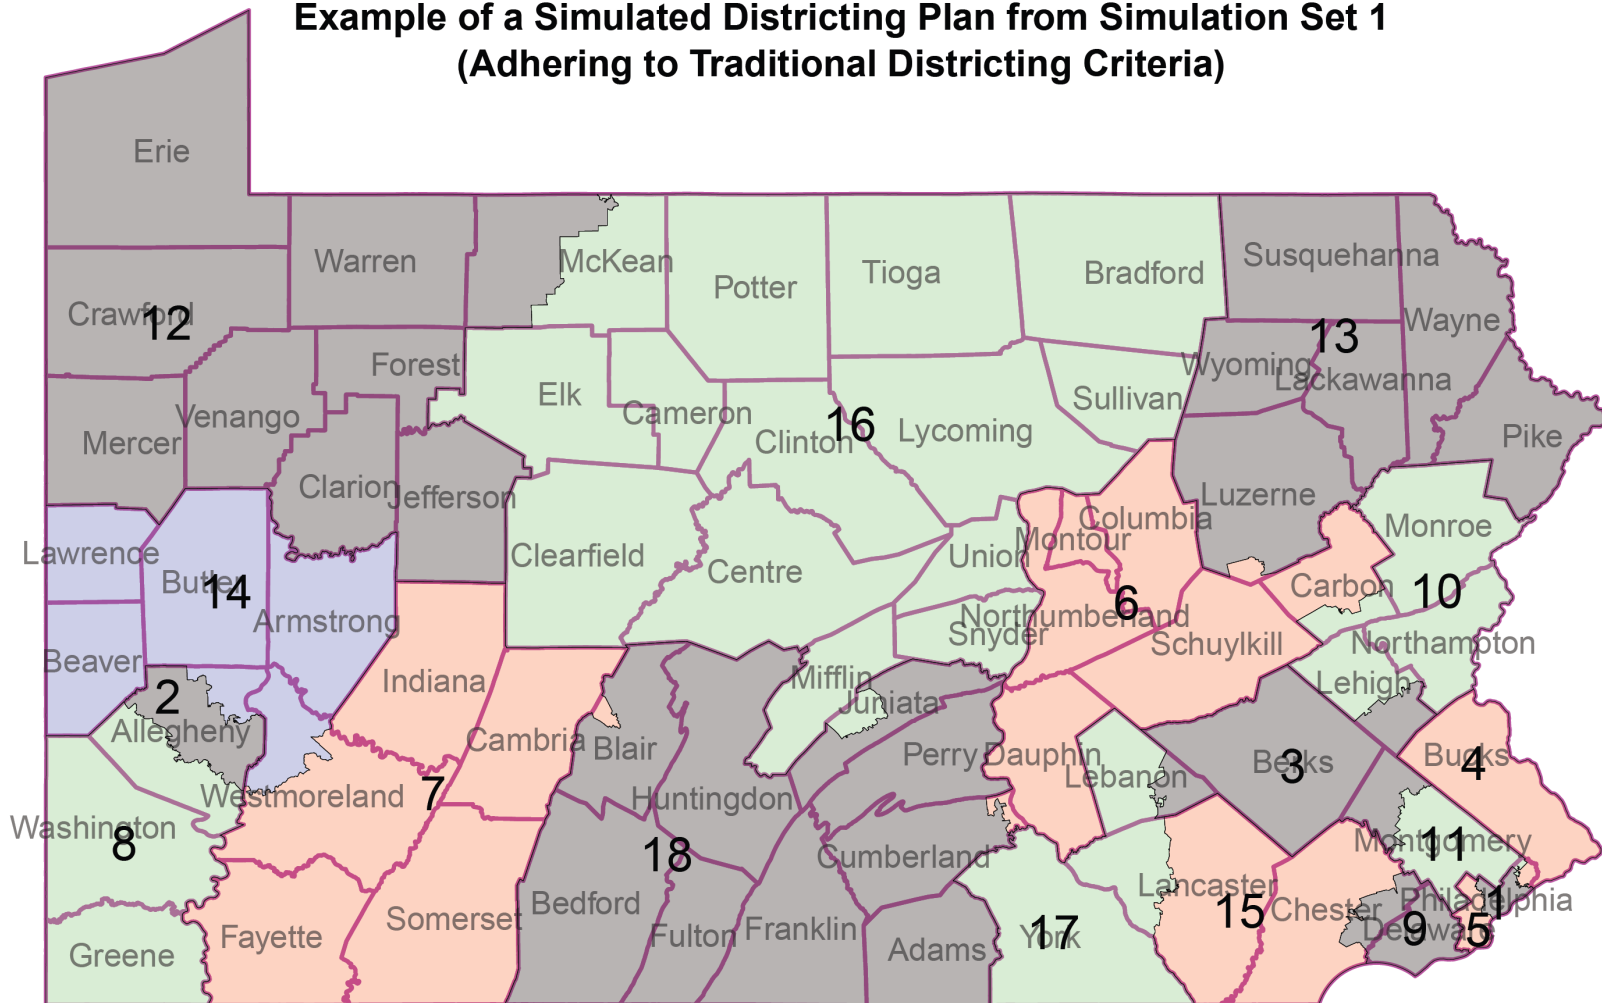 Example of a Simulated Districting Plan from Simulation Set 1
(Adhering to Traditional Districting Criteria)
Erie
Warren
McKean
Potter
Tioga
Bradford
Susquehanna
Wayne
Crawford
12
13
Forest
Wyoming
Lackawanna
Elk
Cameron
Sullivan
Venango
Mercer
Clinton
16
Lycoming
Pike
Clarion
Jefferson
Luzerne
Columbia
Monroe
Montour
Lawrence
Clearfield
Centre
Union
Butler
14
Carbon
10
Armstrong
6
Northumberland
Snyder
Schuylkill
Northampton
Beaver
Indiana
Mifflin
Lehigh
2
Juniata
Allegheny
Cambria
Blair
Perry
Dauphin
Lebanon
Berks
3
Bucks
4
Westmoreland
7
Huntingdon
Washington
8
18
Cumberland
Montgomery
11
Lancaster
15
Chester
Philadelphia
1
Bedford
Fayette
Somerset
Fulton
Franklin
Adams
York
17
Delaware
9
5
Greene